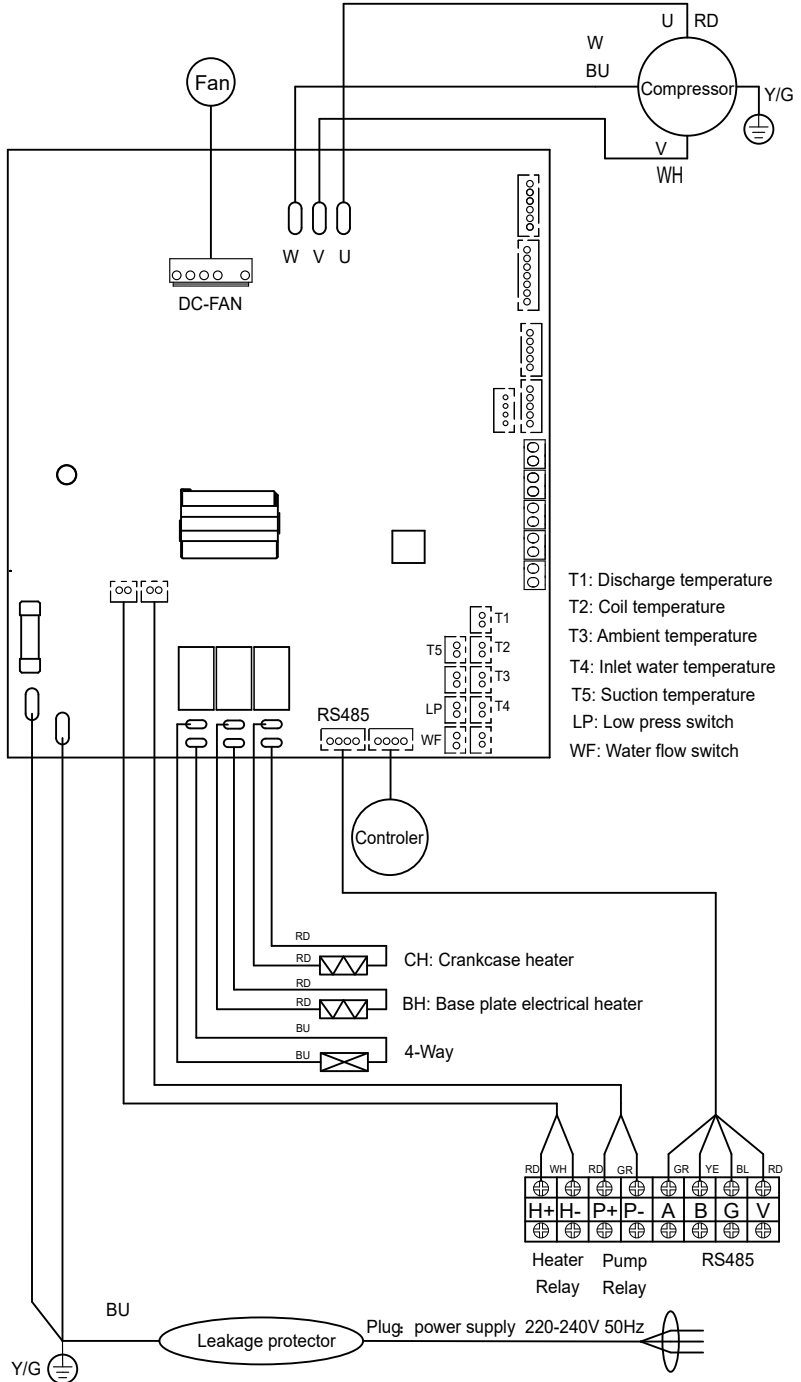 U RD
W
BU
Fan
Compressor
Y/G
V
WH
W V U
DC-FAN
T1: Discharge temperature
T2: Coil temperature
T3: Ambient temperature
T4: Inlet water temperature
T5: Suction temperature
LP: Low press switch
WF: Water flow switch
T1
T5 T2
T3
LP T4
RS485
WF
Controler
RD
RD CH: Crankcase heater
RD
RD BH: Base plate electrical heater
BU
BU 4-Way
RD WH RD GR GR YE BL RD
H+ H- P+ P- A B G V
Heater Relay
Pump Relay
RS485
BU
Leakage protector
Plug: power supply 220-240V 50Hz
Y/G